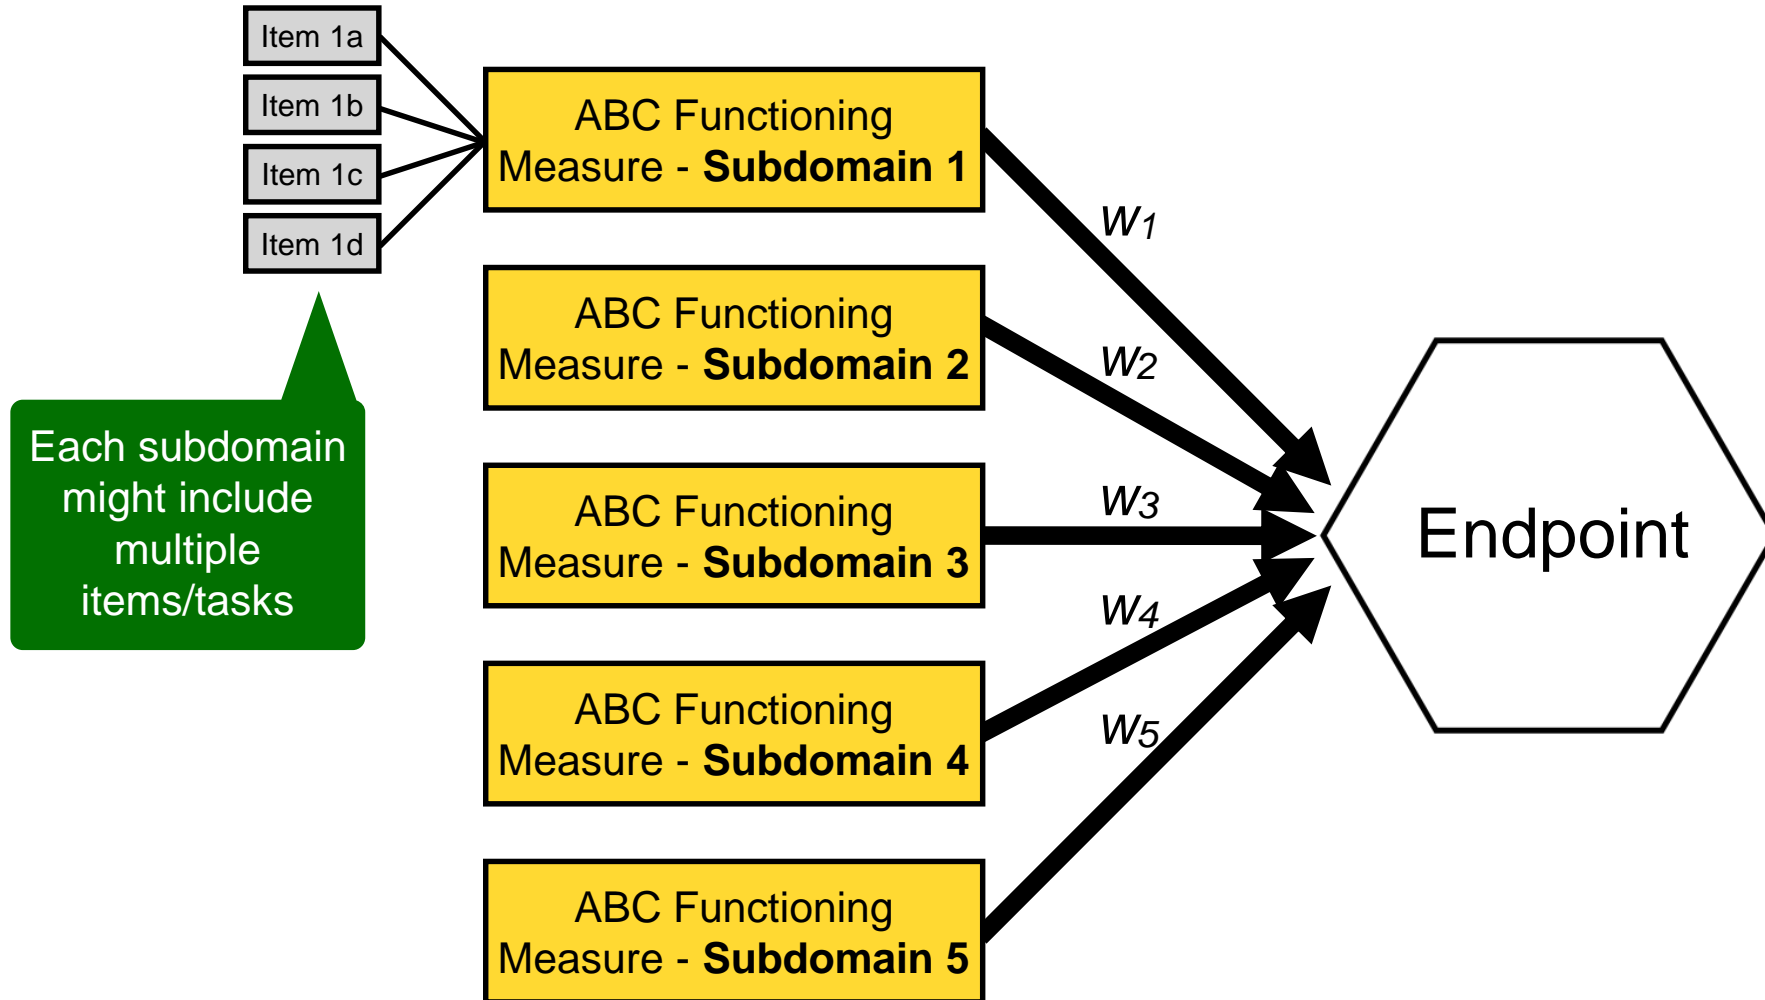 Item 1a
Item 1b
Item 1c
Item 1d
Each subdomain
might include
multiple
items/tasks
ABC Functioning
Measure - Subdomain 1
ABC Functioning
Measure - Subdomain 2
ABC Functioning
Measure - Subdomain 3
ABC Functioning
Measure - Subdomain 4
ABC Functioning
Measure - Subdomain 5
w1
w2
w3
w4
w5
Endpoint